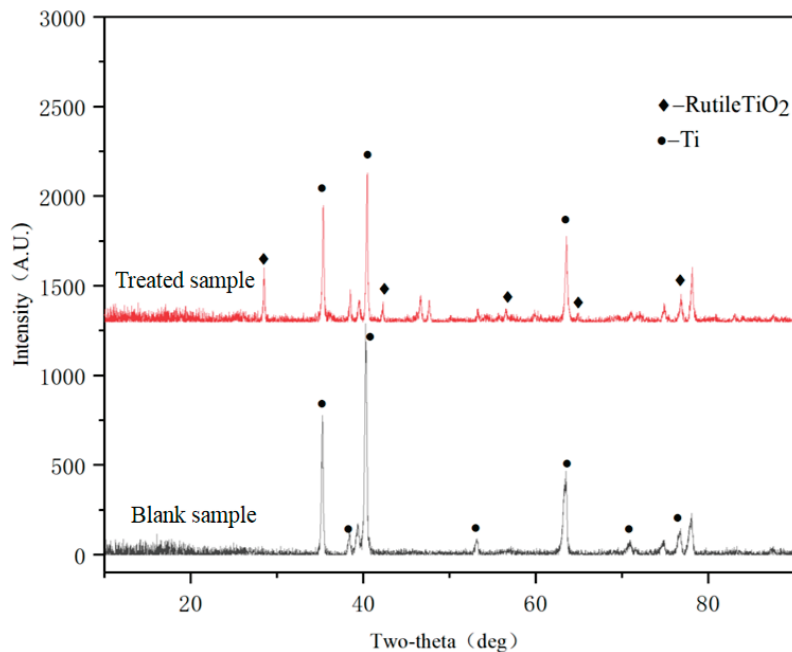 3000
2500
2000
1500
1000
500
0
Intensity（A.U.）
◆–RutileTiO2
●–Ti
Treated sample
Blank sample
20
40
60
80
Two-theta（deg）